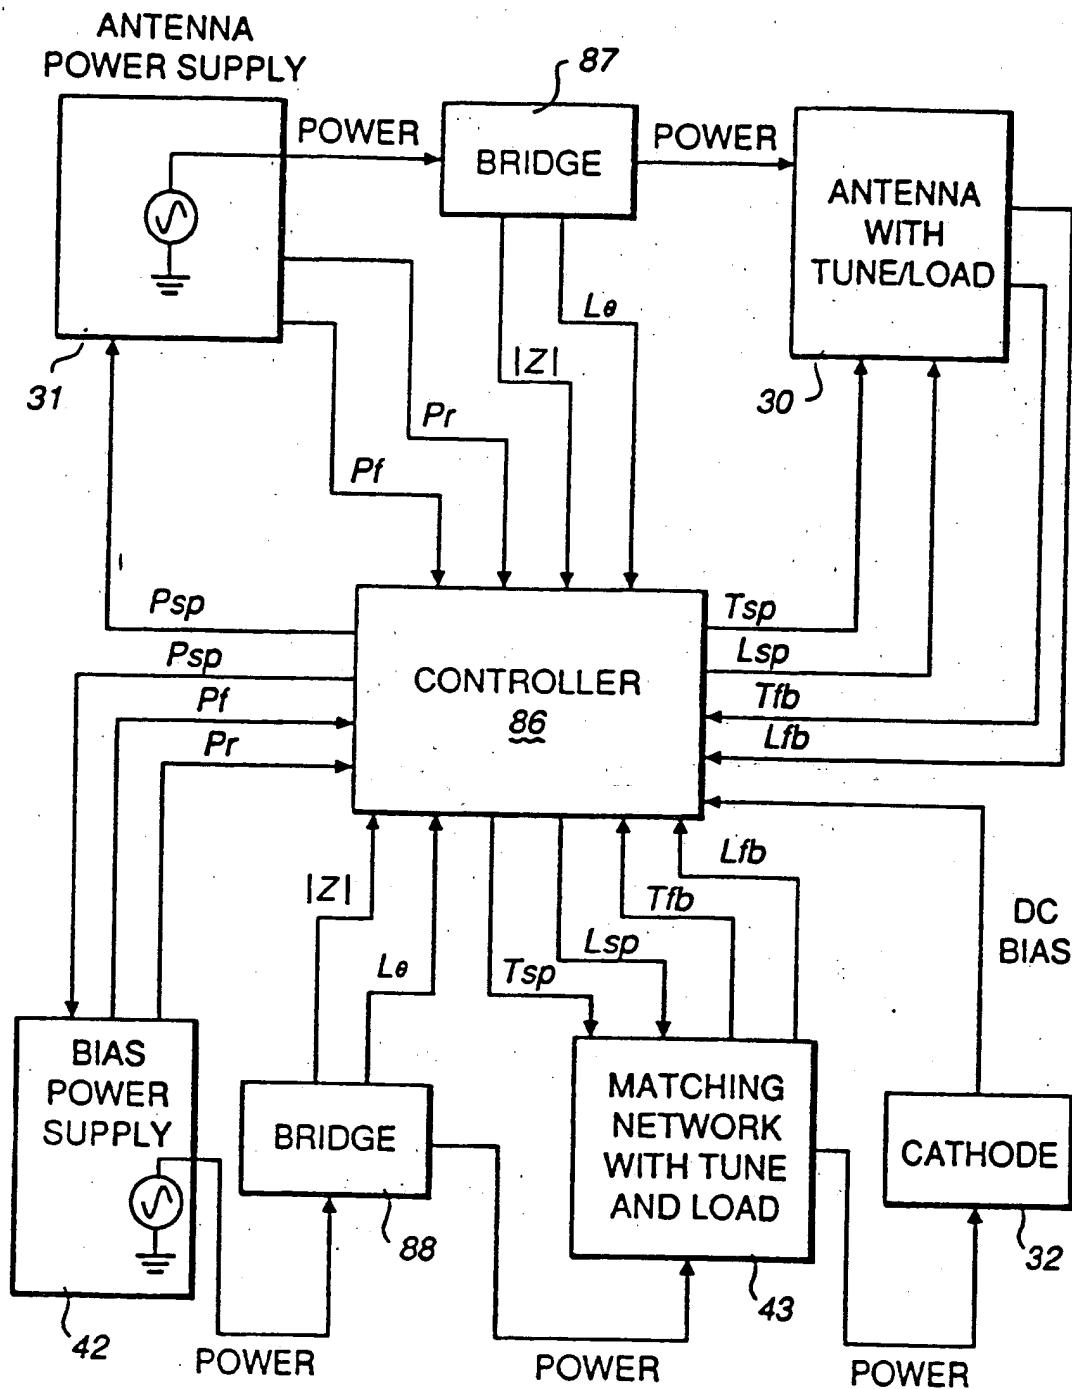 ANTENNA
POWER SUPPLY
87
POWER
BRIDGE
POWER
ANTENNA
WITH
TUNE/LOAD
31
30
Lθ
|Z|
Pr
Pf
Psp
Psp
Pf
Pr
CONTROLLER
86
Tsp
Lsp
Tfb
Lfb
|Z|
Lθ
Tsp
Lsp
Tfb
Lfb
DC
BIAS
BIAS
POWER
SUPPLY
BRIDGE
MATCHING
NETWORK
WITH TUNE
AND LOAD
CATHODE
42
88
43
32
POWER
POWER
POWER